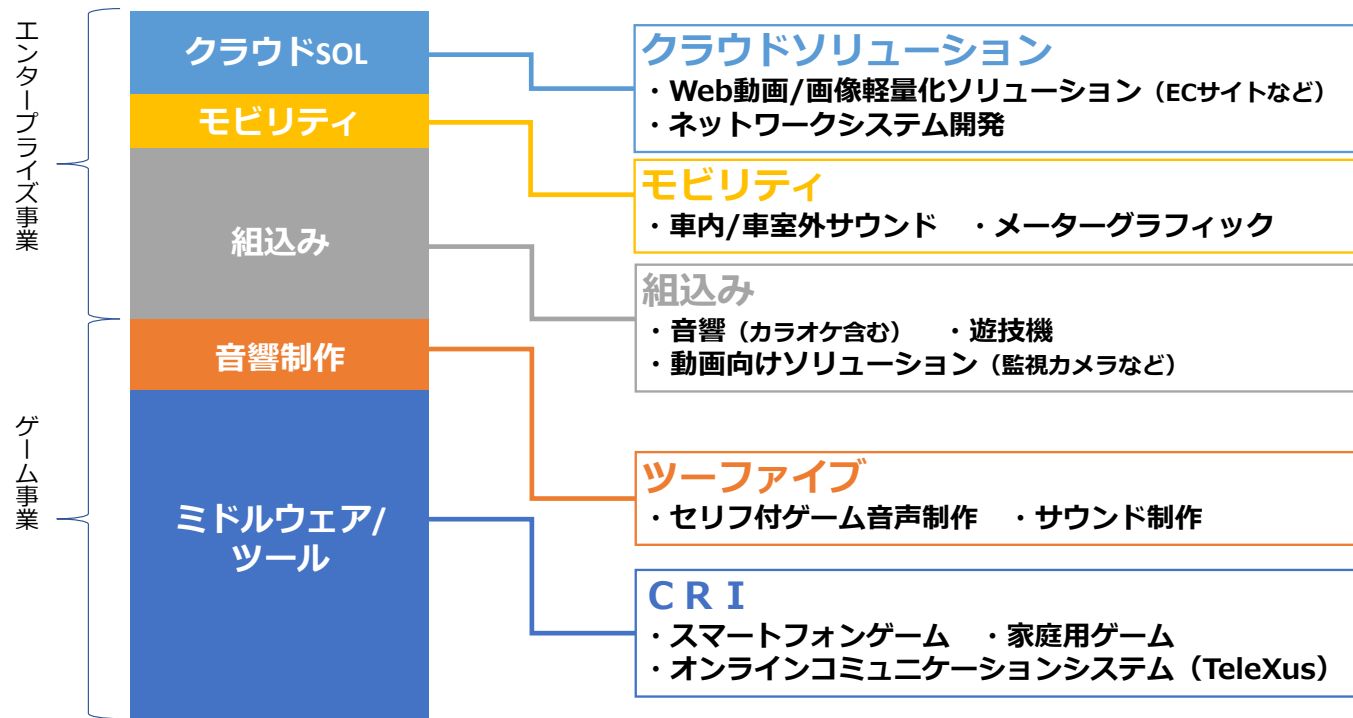 エンタープライズ事業
ゲーム事業
クラウドSOL
モビリティ
組込み
音響制作
ミドルウェア/
ツール
クラウドソリューション
・Web動画/画像軽量化ソリューション（ECサイトなど）
・ネットワークシステム開発
モビリティ
・車内/車室外サウンド　・メーターグラフィック
組込み
・音響（カラオケ含む）　・遊技機
・動画向けソリューション（監視カメラなど）
ツーファイブ
・セリフ付ゲーム音声制作　・サウンド制作
ＣＲＩ
・スマートフォンゲーム　・家庭用ゲーム
・オンラインコミュニケーションシステム（TeleXus）